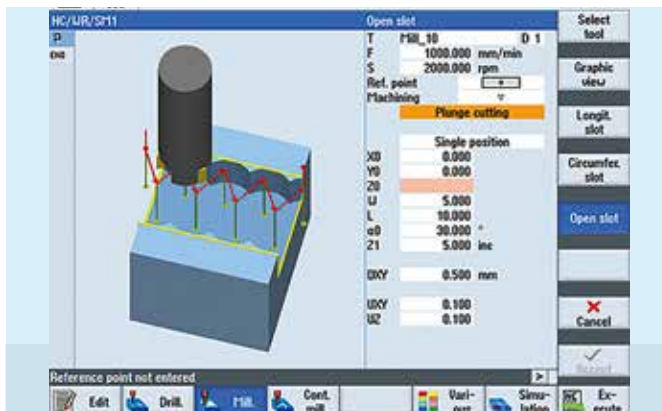 NC/WR/SM1
Open slot
Select
tool
P
END
T Mill_10 D 1
F 1000.000 mm/min
S 2000.000 rpm
Ref. point
Machining ▽
Plunge cutting
Single position
X0 0.000
Y0 0.000
Z0
W 5.000
L 10.000
α0 30.000 °
Z1 5.000 inc
DXY 0.500 mm
UXY 0.100
UZ 0.100
Graphic
view
Longit.
slot
Circumfer.
slot
Open slot
Cancel
Accept
Reference point not entered
Edit
Drill.
Mill.
Cont.
mill.
Vari-
ous
Simu-
lation
NC
Ex-
ecute